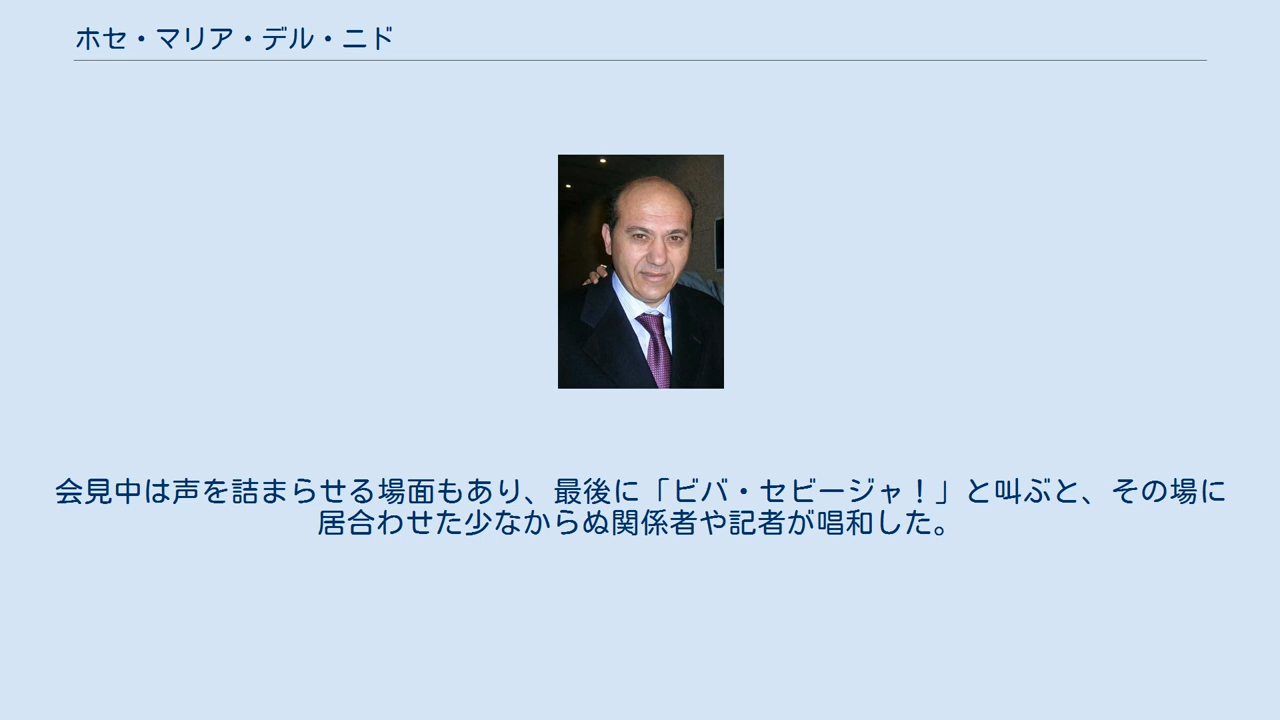 ホセ・マリア・デル・ニド
会見中は声を詰まらせる場面もあり、最後に「ビバ・セビージャ！」と叫ぶと、その場に
居合わせた少なからぬ関係者や記者が唱和した。